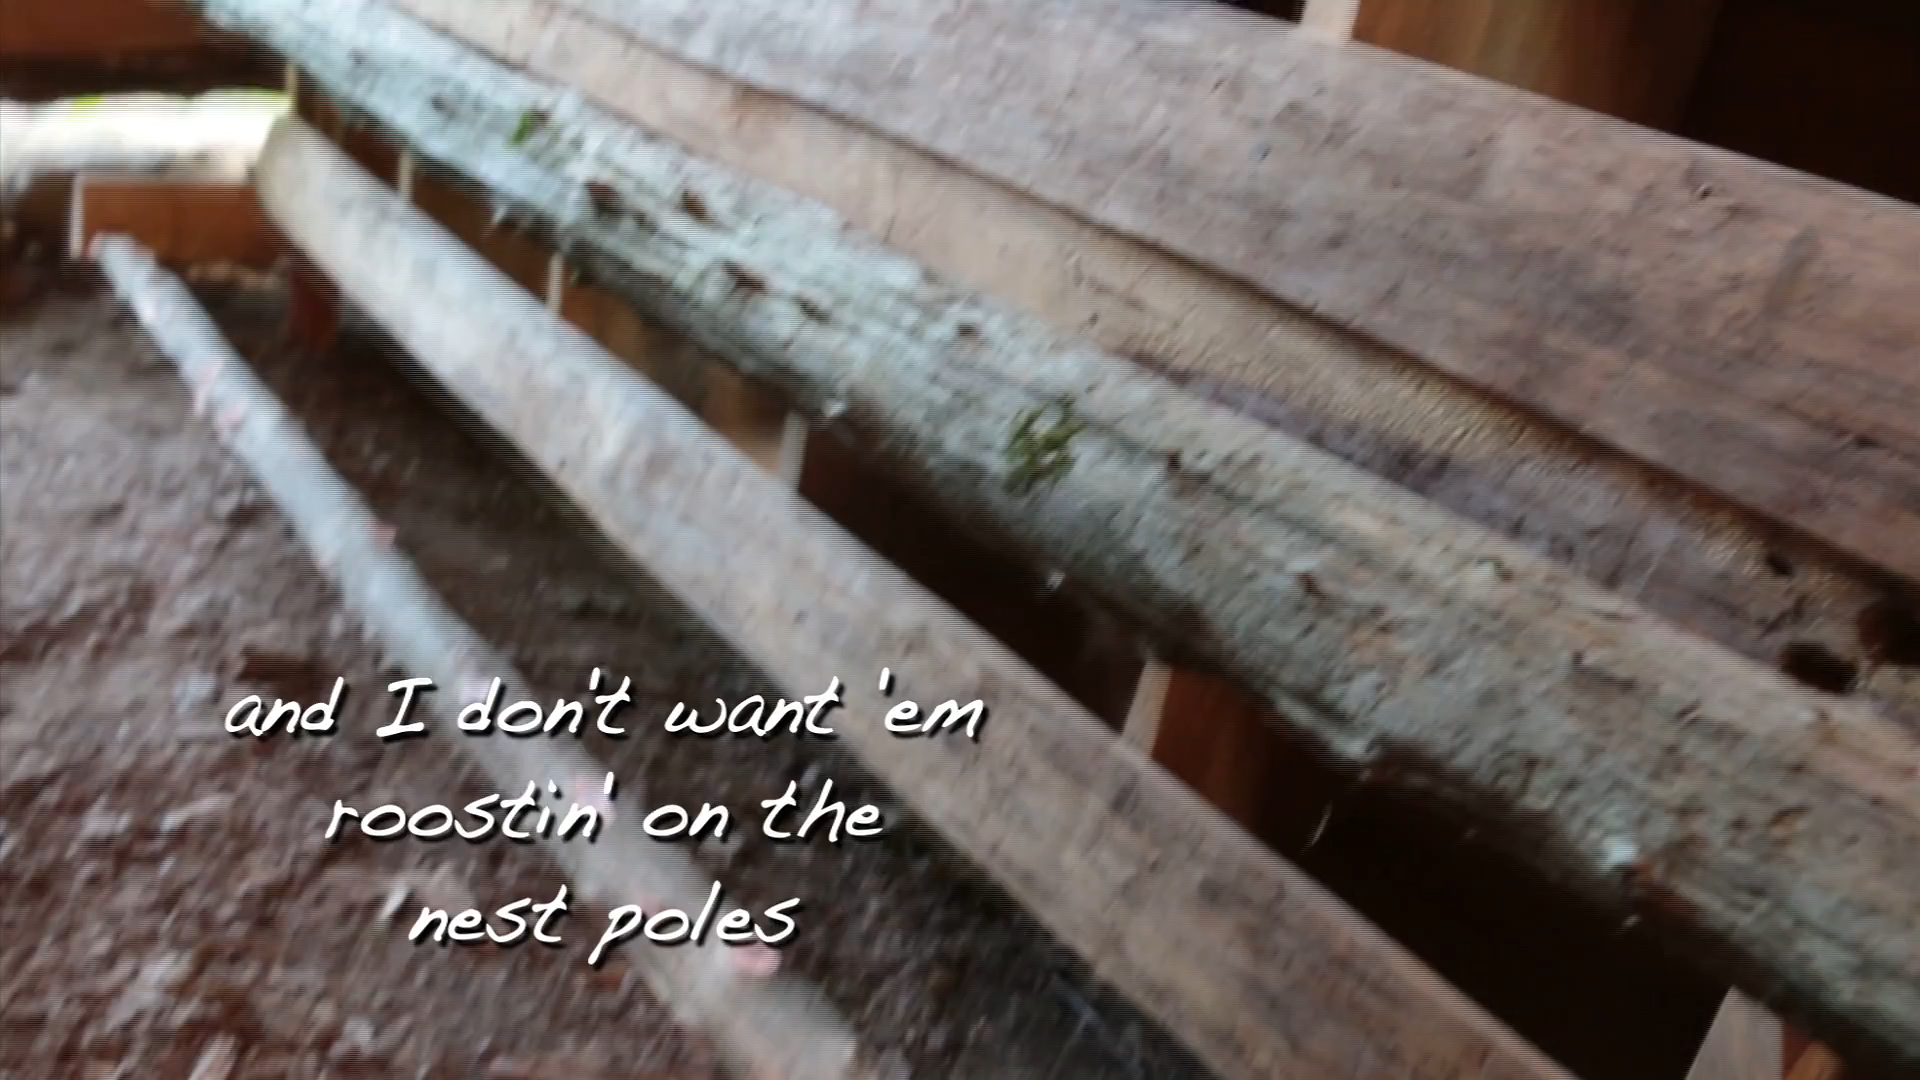 and I don't want 'em
roostin' on the
nest poles